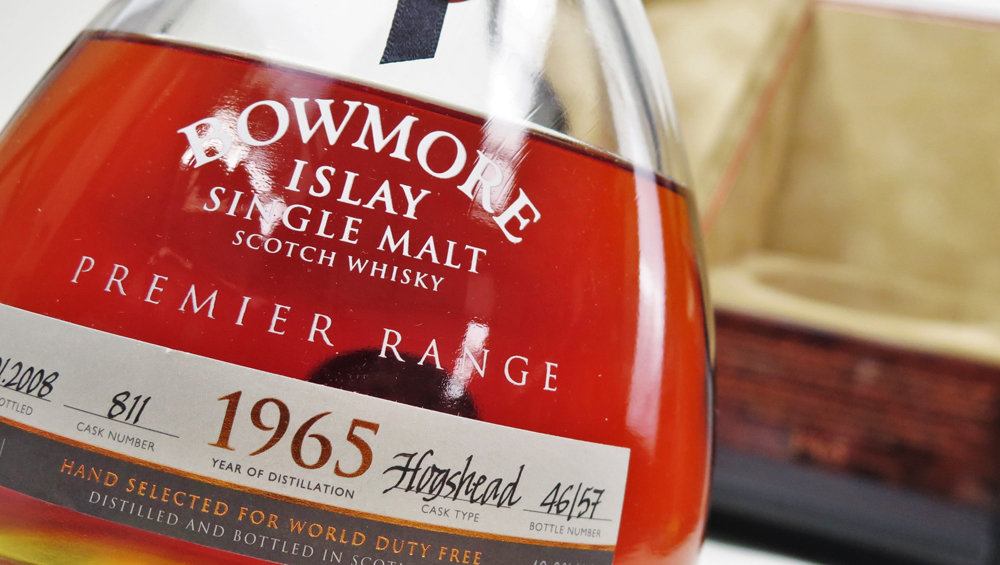 BOWMORE
ISLAY
SINGLE MALT
SCOTCH WHISKY
PREMIER RANGE
.2008
811
CASK NUMBER
1965
YEAR OF DISTILLATION
Hogshead
CASK TYPE
46/57
BOTTLE NUMBER
HAND SELECTED FOR WORLD DUTY FREE
DISTILLED AND BOTTLED IN